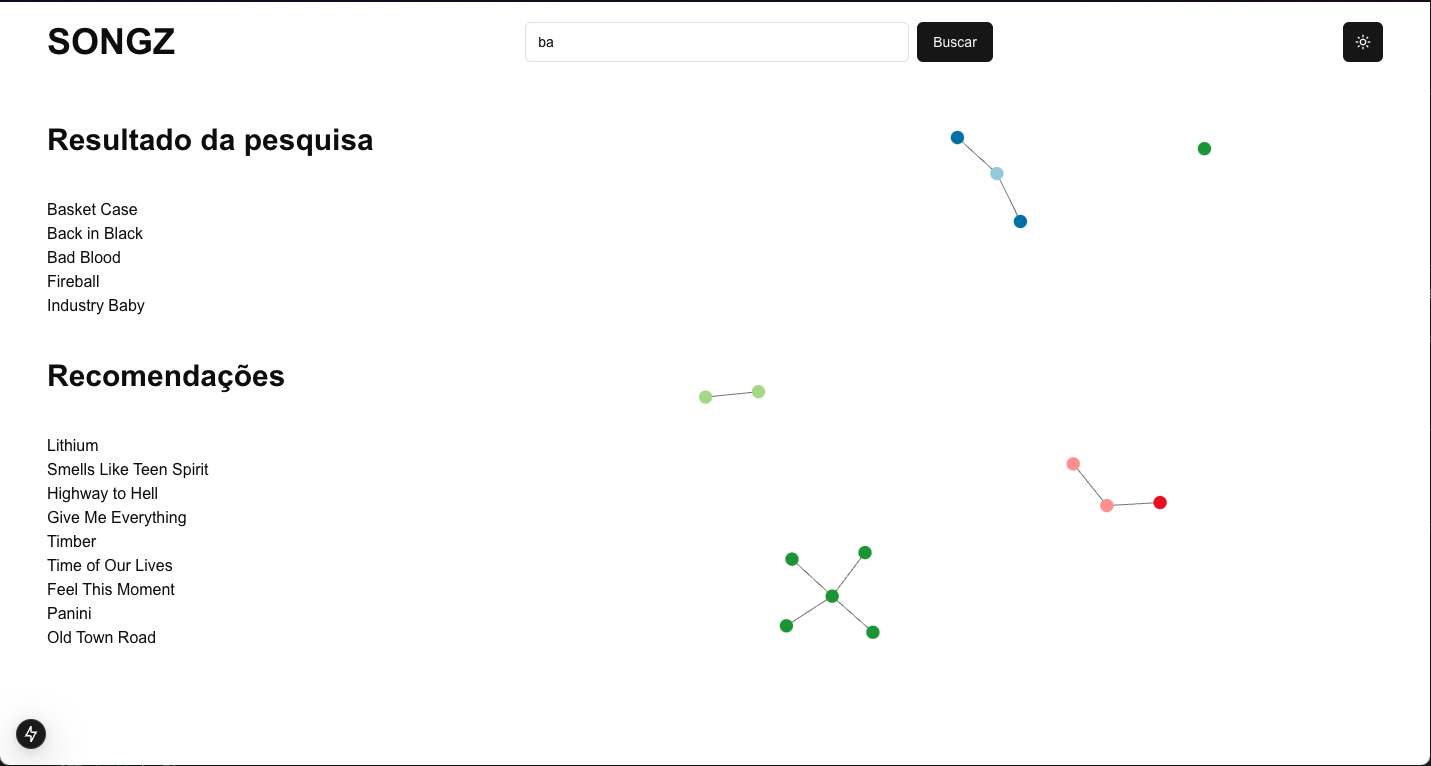 SONGZ
ba
Buscar
Resultado da pesquisa
Basket Case
Back in Black
Bad Blood
Fireball
Industry Baby
Recomendações
Lithium
Smells Like Teen Spirit
Highway to Hell
Give Me Everything
Timber
Time of Our Lives
Feel This Moment
Panini
Old Town Road